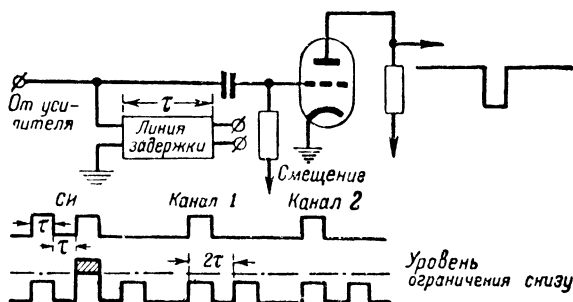 От уси-
лителя
τ
Линия
задержки
Смещение
СИ
Канал 1
Канал 2
τ
τ
2τ
Уровень
ограничения снизу